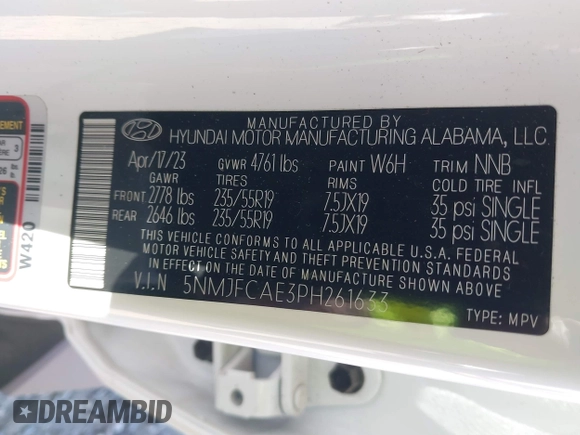 EMENT
3
W420
MANUFACTURED BY
HYUNDAI MOTOR MANUFACTURING ALABAMA, LLC.
Apr/17/23 GVWR 4761 lbs PAINT W6H TRIM NNB
GAWR TIRES RIMS COLD TIRE INFL
FRONT 2778 lbs 235/55R19 7.5JX19 35 psi SINGLE
REAR 2646 lbs 235/55R19 7.5JX19 35 psi SINGLE
THIS VEHICLE CONFORMS TO ALL APPLICABLE U.S.A. FEDERAL
MOTOR VEHICLE SAFETY AND THEFT PREVENTION STANDARDS
IN EFFECT ON THE DATE OF MANUFACTURE SHOWN ABOVE
V.I.N 5NMJFCAE3PH261633
TYPE: MPV
DREAMBID